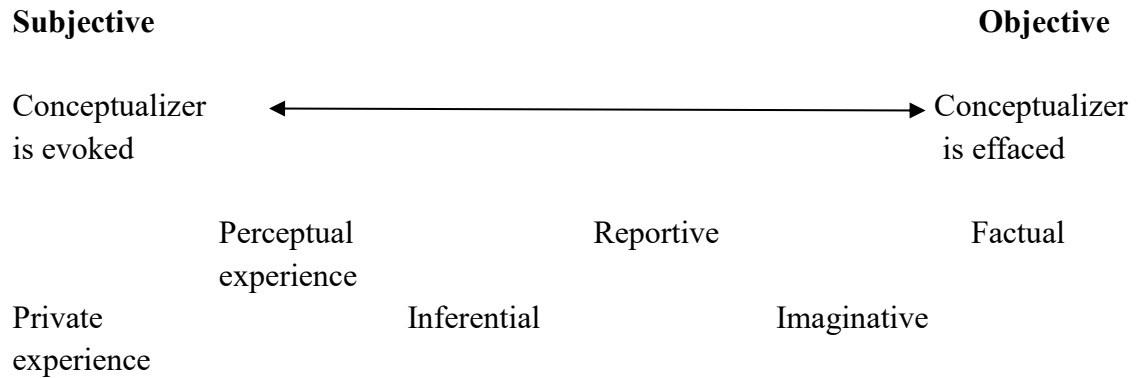 Subjective Objective
Conceptualizer Conceptualizer
is evoked is effaced
Perceptual Reportive Factual
experience
Private Inferential Imaginative
experience